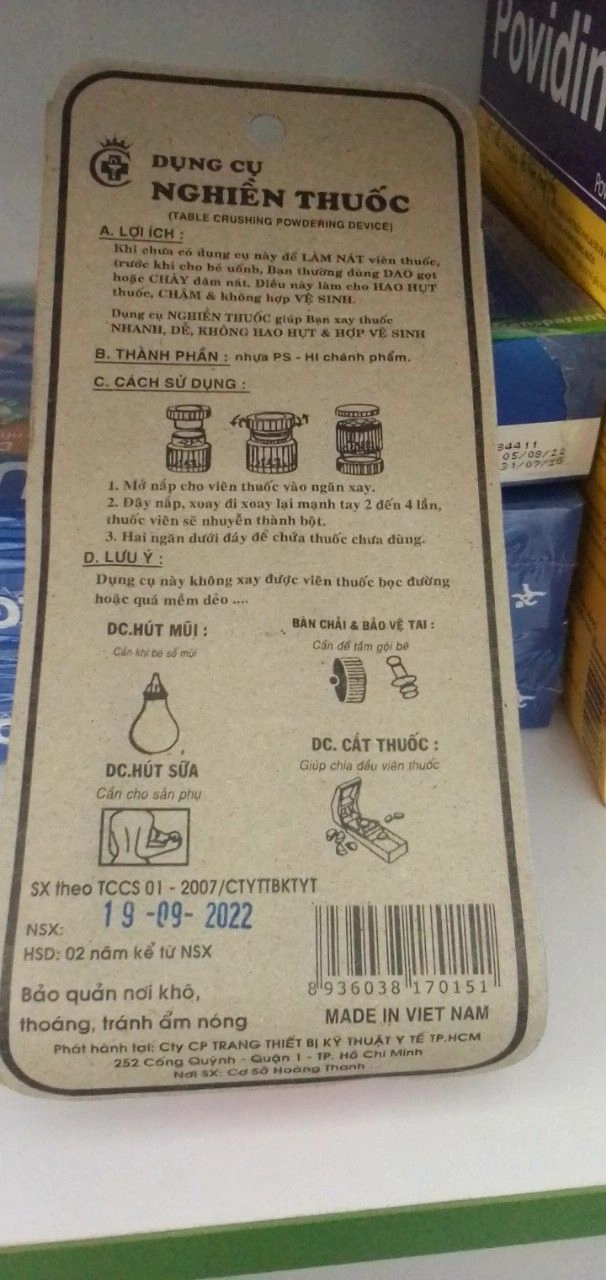 DỤNG CỤ
NGHIỀN THUỐC
(TABLE CRUSHING POWDERING DEVICE)
A. LỢI ÍCH :
Khi chưa có dụng cụ này để LÀM NÁT viên thuốc,
trước khi cho bé uônh, Bạn thường dùng DAO gọt
hoặc CHÀY đâm nát. Điều này làm cho HAO HỤT
thuốc, CHẬM & không hợp VỆ SINH.
Dụng cụ NGHIỀN THUỐC giúp Bạn xay thuốc
NHANH, DỄ, KHÔNG HAO HỤT & HỢP VỆ SINH
B. THÀNH PHẦN : nhựa PS - HI chánh phẩm.
C. CÁCH SỬ DỤNG :
1. Mở nắp cho viên thuốc vào ngăn xay.
2. Đậy nắp, xoay đi xoay lại mạnh tay 2 đến 4 lần,
thuốc viên sẽ nhuyễn thành bột.
3. Hai ngăn dưới đáy để chứa thuốc chưa dùng.
D. LƯU Ý :
Dụng cụ này không xay được viên thuốc bọc đường
hoặc quá mềm dẻo ....
DC.HÚT MŨI :
Cần khi bé sổ mũi
BÀN CHẢI & BẢO VỆ TAI :
Cần để tắm gội bé
DC.HÚT SỮA
Cần cho sản phụ
DC. CẮT THUỐC :
Giúp chia đều viên thuốc
SX theo TCCS 01 - 2007/CTYTTBKTYT
NSX: 19 -09- 2022
HSD: 02 năm kể từ NSX
Bảo quản nơi khô,
thoáng, tránh ẩm nóng
8 936038 170151
MADE IN VIET NAM
Phát hành tại: Cty CP TRANG THIẾT BỊ KỸ THUẬT Y TẾ TP.HCM
252 Cống Quỳnh - Quận 1 - TP. Hồ Chí Minh
Nơi SX: Cơ Sở Hoàng Thanh
Povidin
84411
05/08/22